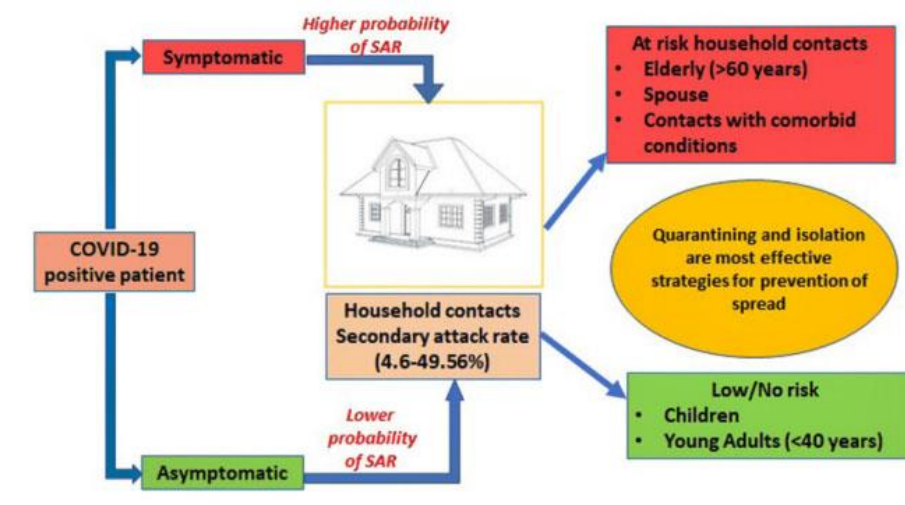 Higher probability
of SAR
Symptomatic
At risk household contacts
• Elderly (>60 years)
• Spouse
• Contacts with comorbid
conditions
COVID-19
positive patient
Quarantining and isolation
are most effective
strategies for prevention of
spread
Household contacts
Secondary attack rate
(4.6-49.56%)
Low/No risk
• Children
• Young Adults (<40 years)
Lower
probability
of SAR
Asymptomatic